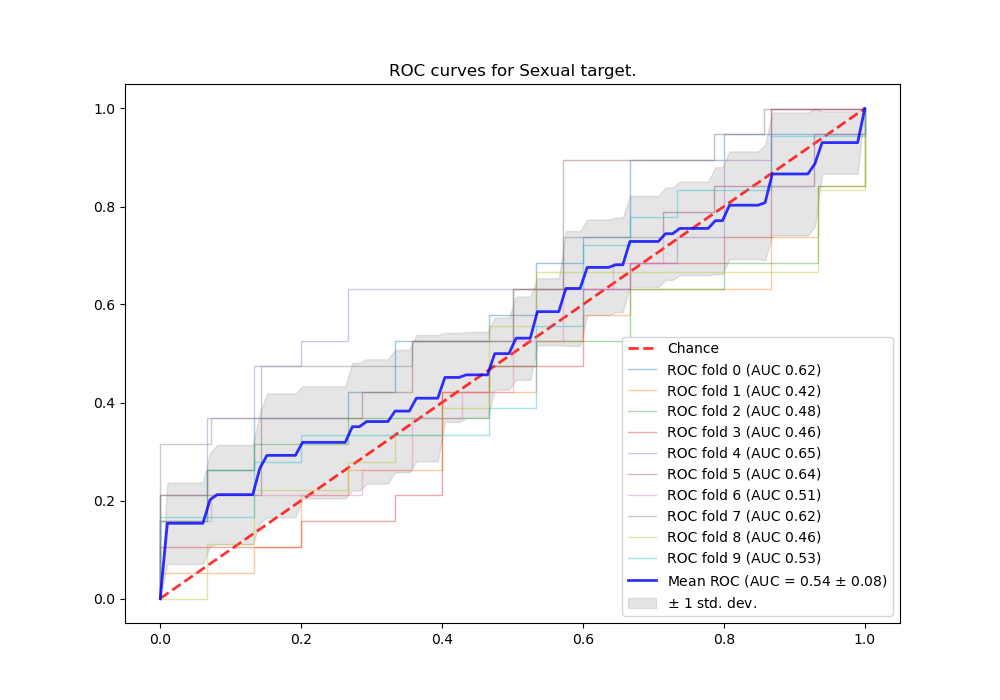 ROC curves for Sexual target.
1.0
0.8
0.6
0.4
0.2
0.0
0.0 0.2 0.4 0.6 0.8 1.0
Chance
ROC fold 0 (AUC 0.62)
ROC fold 1 (AUC 0.42)
ROC fold 2 (AUC 0.48)
ROC fold 3 (AUC 0.46)
ROC fold 4 (AUC 0.65)
ROC fold 5 (AUC 0.64)
ROC fold 6 (AUC 0.51)
ROC fold 7 (AUC 0.62)
ROC fold 8 (AUC 0.46)
ROC fold 9 (AUC 0.53)
Mean ROC (AUC = 0.54 ± 0.08)
± 1 std. dev.